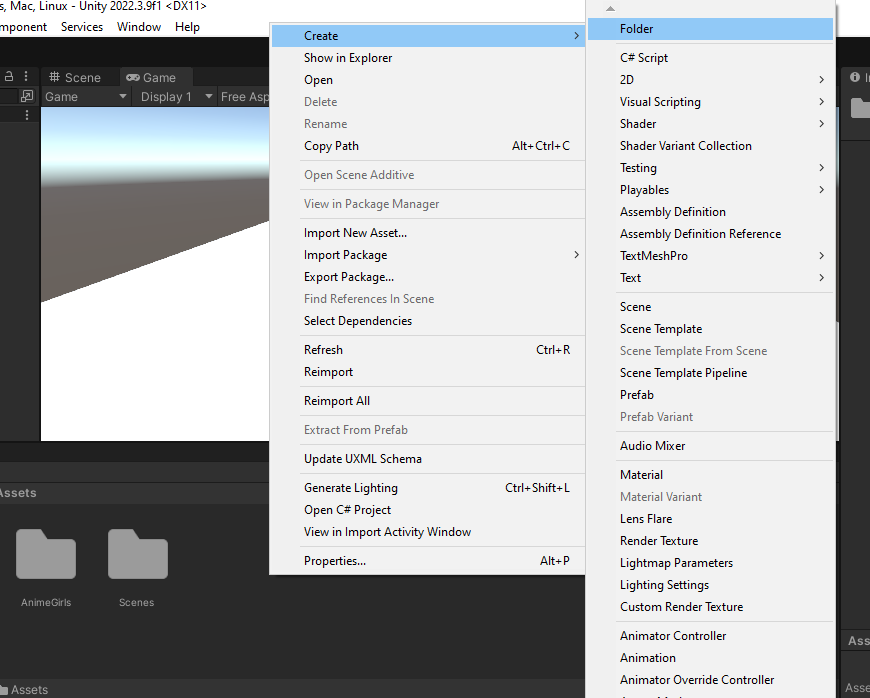 s, Mac, Linux - Unity 2022.3.9f1 <DX11>
mponent Services Window Help
Scene Game
Game Display 1 Free Asp
Create
Show in Explorer
Open
Delete
Rename
Copy Path Alt+Ctrl+C
Open Scene Additive
View in Package Manager
Import New Asset...
Import Package
Export Package...
Find References In Scene
Select Dependencies
Refresh Ctrl+R
Reimport
Reimport All
Extract From Prefab
Update UXML Schema
Generate Lighting Ctrl+Shift+L
Open C# Project
View in Import Activity Window
Properties... Alt+P
Folder
C# Script
2D
Visual Scripting
Shader
Shader Variant Collection
Testing
Playables
Assembly Definition
Assembly Definition Reference
TextMeshPro
Text
Scene
Scene Template
Scene Template From Scene
Scene Template Pipeline
Prefab
Prefab Variant
Audio Mixer
Material
Material Variant
Lens Flare
Render Texture
Lightmap Parameters
Lighting Settings
Custom Render Texture
Animator Controller
Animation
Animator Override Controller
Assets
AnimeGirls Scenes
Assets
Ass
Asse